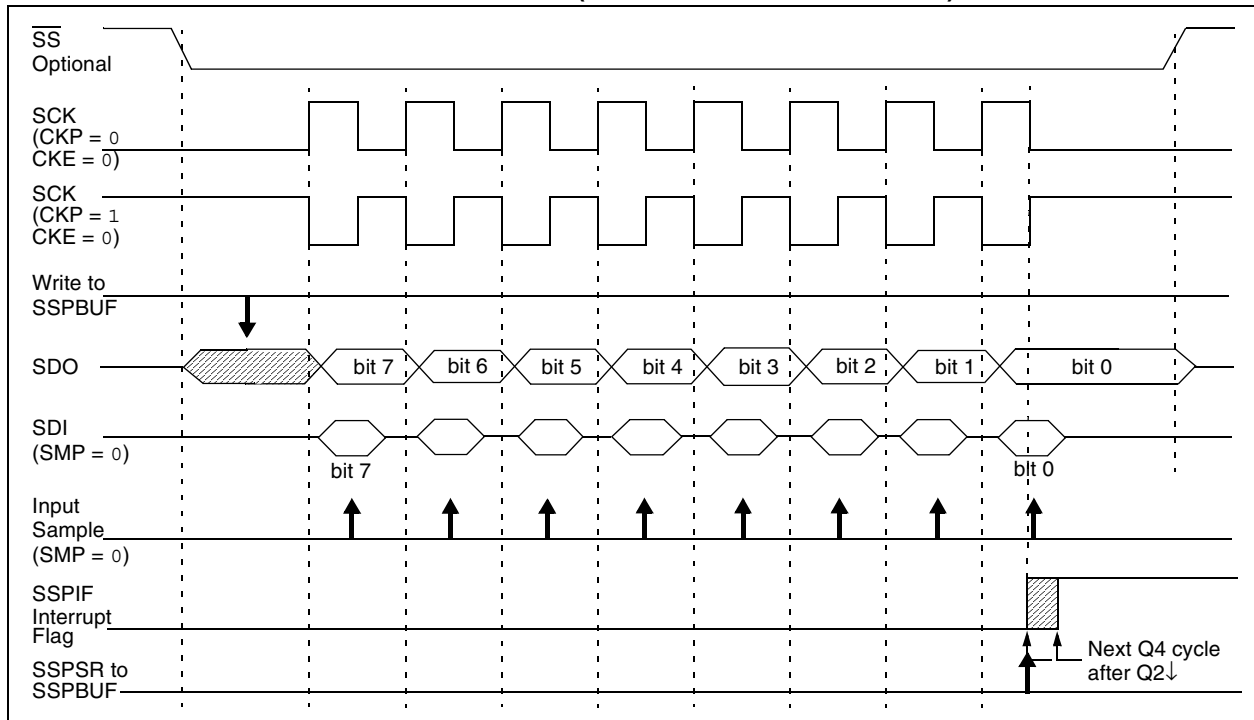 SS
Optional
SCK
(CKP = 0
CKE = 0)
SCK
(CKP = 1
CKE = 0)
Write to
SSPBUF
SDO
bit 7
bit 6
bit 5
bit 4
bit 3
bit 2
bit 1
bit 0
SDI
(SMP = 0)
bit 7
bIt 0
Input
Sample
(SMP = 0)
SSPIF
Interrupt
Flag
Next Q4 cycle
after Q2↓
SSPSR to
SSPBUF